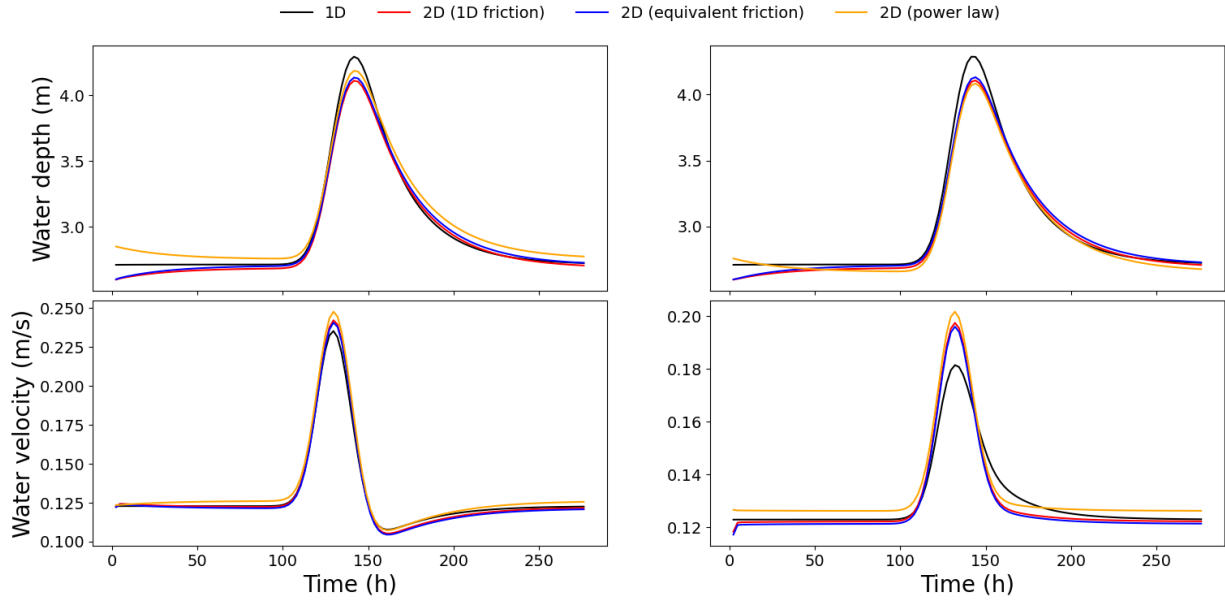 1D 2D (1D friction) 2D (equivalent friction) 2D (power law)
Water depth (m)
4.0
3.5
3.0
4.0
3.5
3.0
Water velocity (m/s)
0.250
0.225
0.200
0.175
0.150
0.125
0.100
0 50 100 150 200 250
Time (h)
0.20
0.18
0.16
0.14
0.12
0 50 100 150 200 250
Time (h)